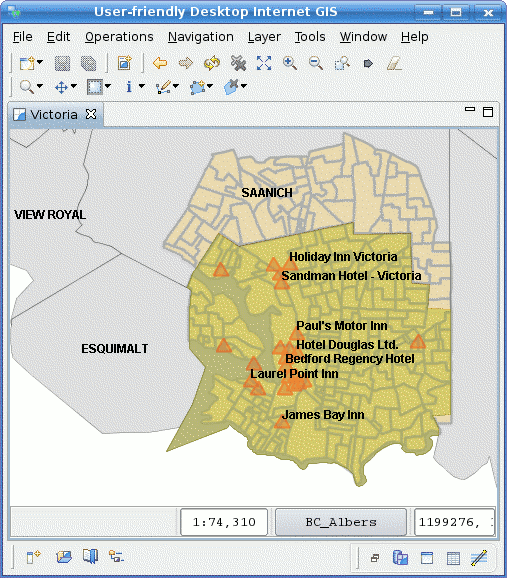 User-friendly Desktop Internet GIS
File Edit Operations Navigation Layer Tools Window Help
Victoria
SAANICH
VIEW ROYAL
Holiday Inn Victoria
Sandman Hotel - Victoria
Paul's Motor Inn
Hotel Douglas Ltd.
ESQUIMALT
Bedford Regency Hotel
Laurel Point Inn
James Bay Inn
1:74,310
BC_Albers
1199276,